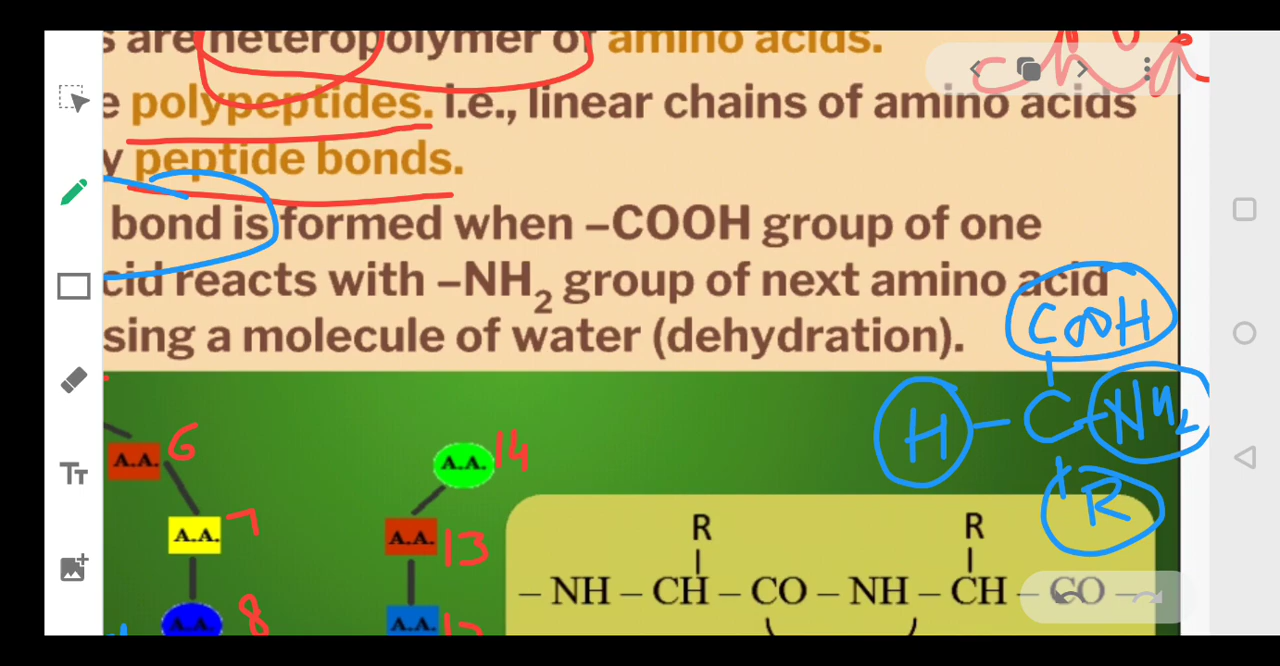 s are heteropolymer of amino acids.
e polypeptides. I.e., linear chains of amino acids
y peptide bonds.
bond is formed when –COOH group of one
cid reacts with –NH2 group of next amino acid
sing a molecule of water (dehydration).
COOH
H – C – NH2
R
A.A. 6
A.A. 14
A.A. 7
A.A. 13
A.A. 8
A.A.
R R
– NH – CH – CO – NH – CH – CO –
Tт